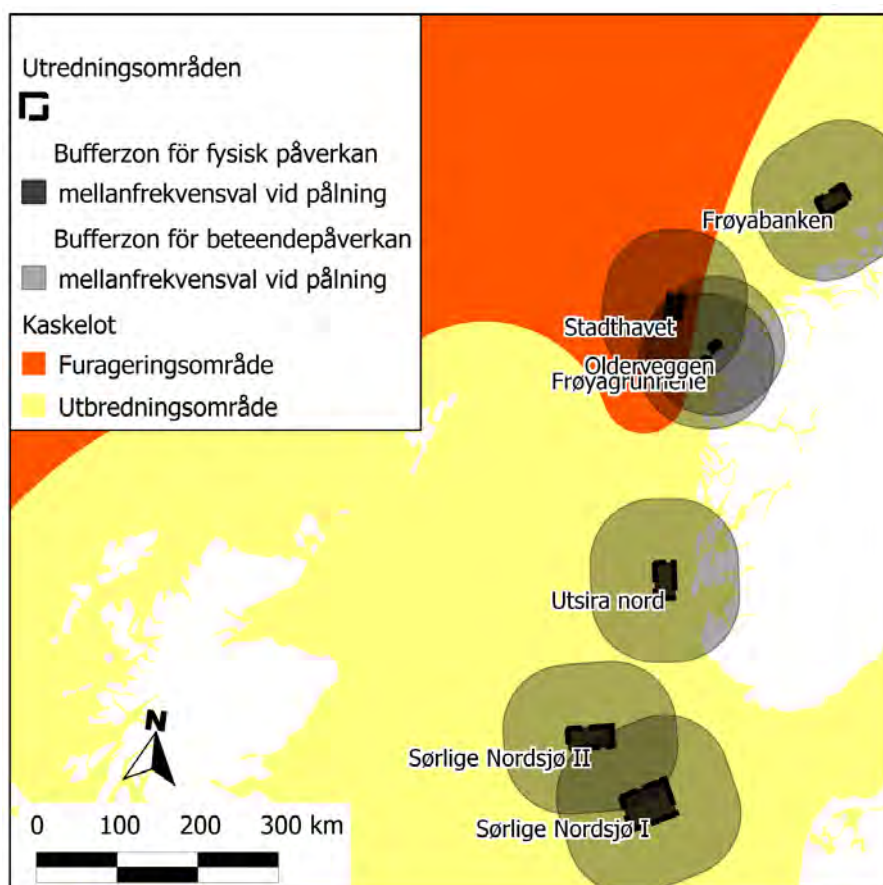 Utredningsområden
Bufferzon för fysisk påverkan
mellanfrekvensval vid pålning
Bufferzon för beteendepåverkan
mellanfrekvensval vid pålning
Kaskelot
Furageringsområde
Utbredningsområde
Frøyabanken
Stadthavet
Olderveggen
Frøyagrunnene
Utsira nord
Sørlige Nordsjø II
Sørlige Nordsjø I
N
0 100 200 300 km